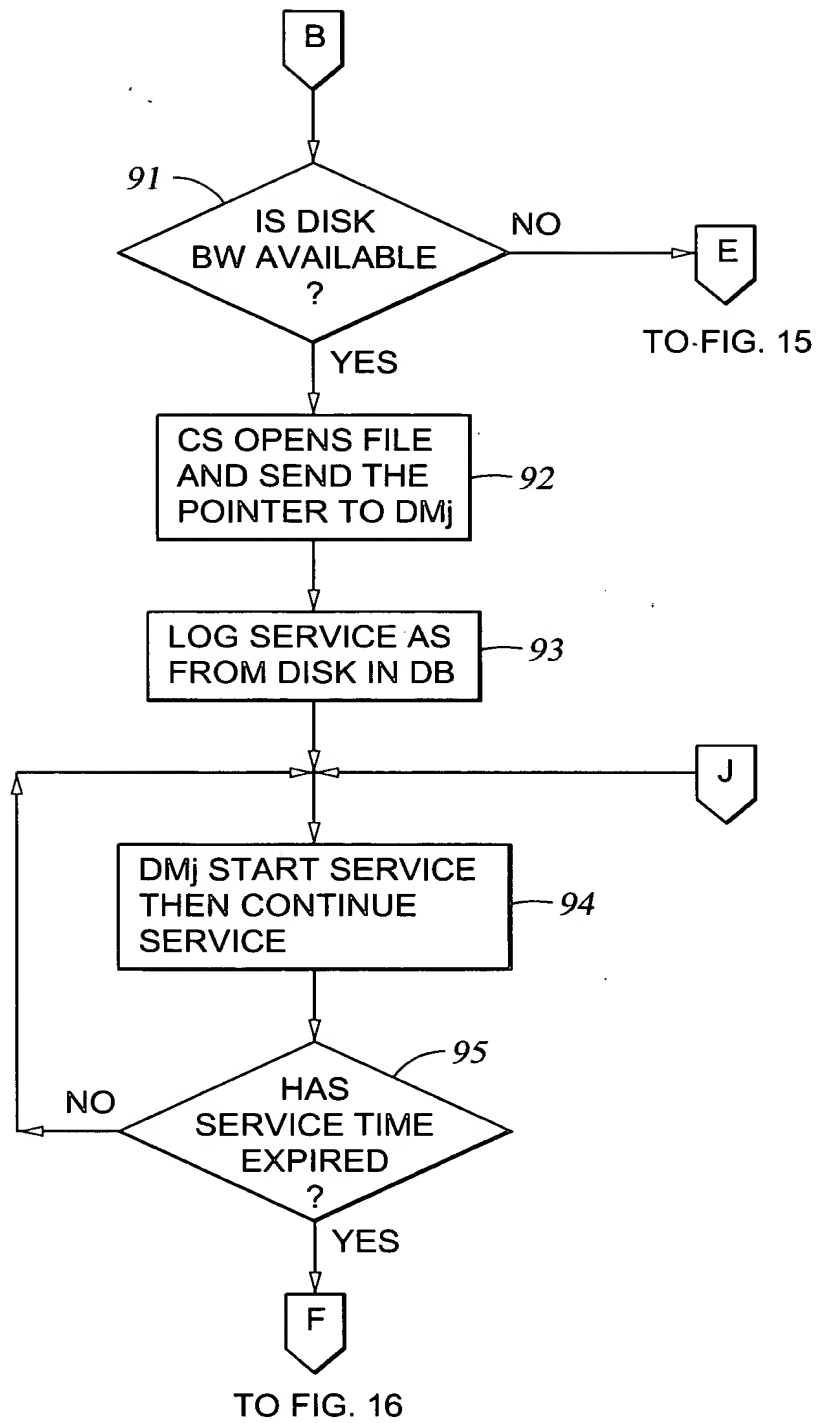 B
91
IS DISK
BW AVAILABLE
?
NO
E
TO FIG. 15
YES
CS OPENS FILE
AND SEND THE
POINTER TO DMj
92
LOG SERVICE AS
FROM DISK IN DB
93
J
DMj START SERVICE
THEN CONTINUE
SERVICE
94
95
HAS
SERVICE TIME
EXPIRED
?
NO
YES
F
TO FIG. 16